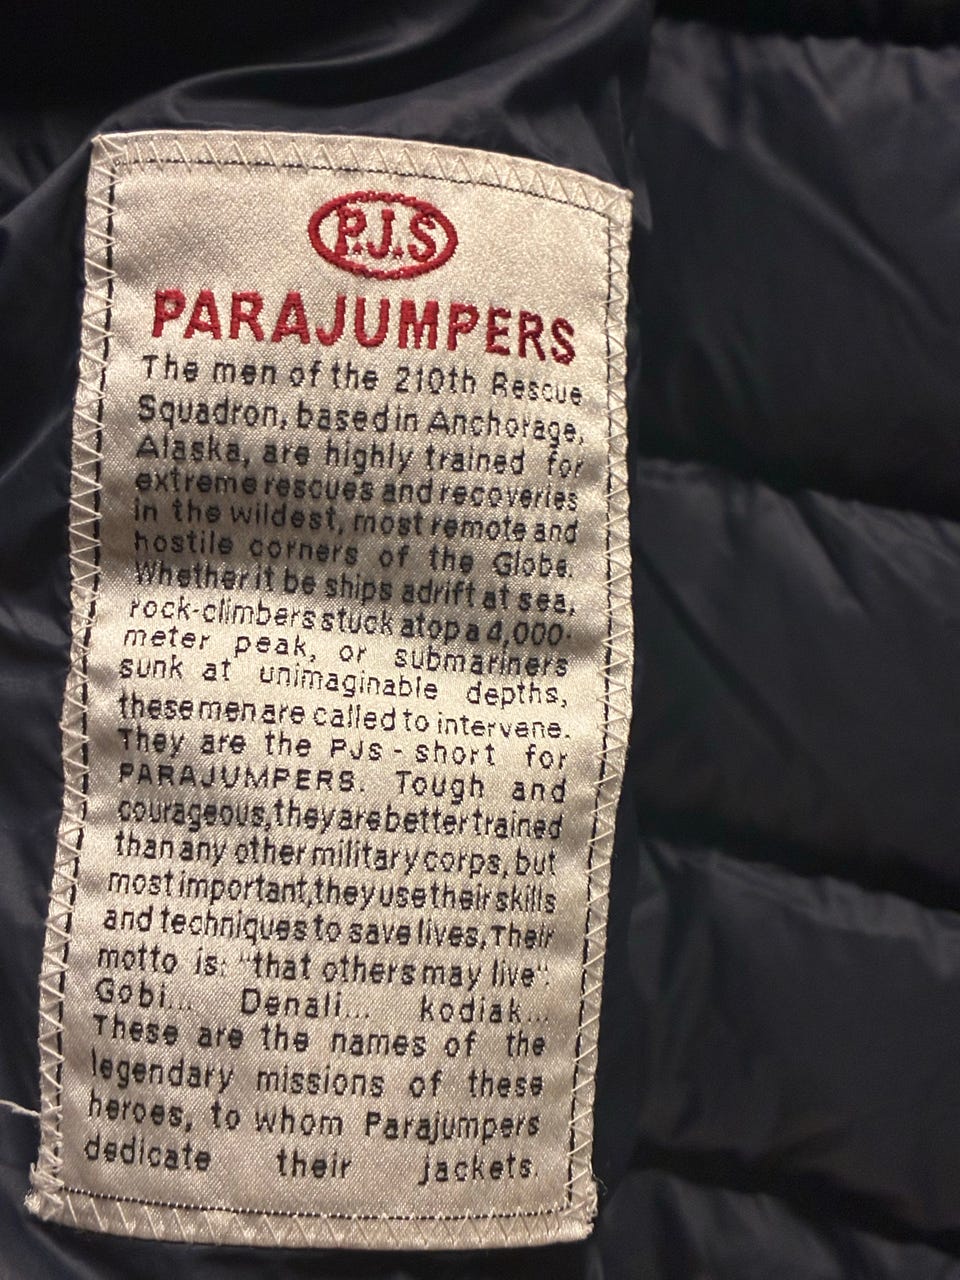 P.J.S
PARAJUMPERS
The men of the 210th Rescue
Squadron, based in Anchorage,
Alaska, are highly trained for
extreme rescues and recoveries
in the wildest, most remote and
hostile corners of the Globe.
Whether it be ships adrift at sea,
rock-climbers stuck atop a 4,000-
meter peak, or submariners
sunk at unimaginable depths,
these men are called to intervene.
They are the PJs - short for
PARAJUMPERS. Tough and
courageous, they are better trained
than any other military corps, but
most important, they use their skills
and techniques to save lives, Their
motto is: "that others may live".
Gobi... Denali... kodiak...
These are the names of the
legendary missions of these
heroes, to whom Parajumpers
dedicate their jackets.